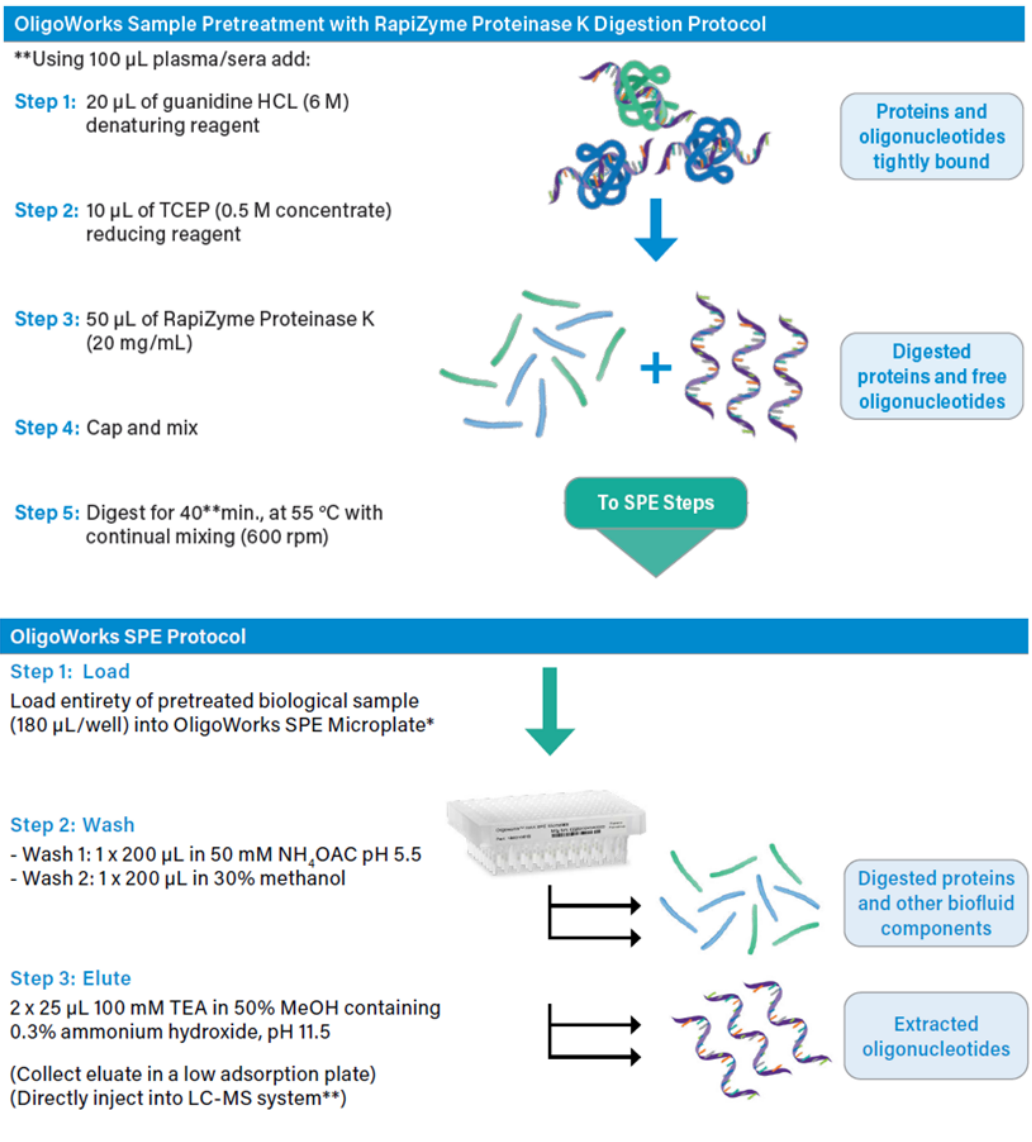 OligoWorks Sample Pretreatment with RapiZyme Proteinase K Digestion Protocol
**Using 100 µL plasma/sera add:
Step 1: 20 µL of guanidine HCL (6 M)
denaturing reagent
Proteins and
oligonucleotides
tightly bound
Step 2: 10 µL of TCEP (0.5 M concentrate)
reducing reagent
Step 3: 50 µL of RapiZyme Proteinase K
(20 mg/mL)
Digested
proteins and free
oligonucleotides
Step 4: Cap and mix
Step 5: Digest for 40**min., at 55 °C with
continual mixing (600 rpm)
To SPE Steps
OligoWorks SPE Protocol
Step 1: Load
Load entirety of pretreated biological sample
(180 µL/well) into OligoWorks SPE Microplate*
Step 2: Wash
- Wash 1: 1 x 200 µL in 50 mM NH₄OAC pH 5.5
- Wash 2: 1 x 200 µL in 30% methanol
Digested proteins
and other biofluid
components
Step 3: Elute
2 x 25 µL 100 mM TEA in 50% MeOH containing
0.3% ammonium hydroxide, pH 11.5
(Collect eluate in a low adsorption plate)
(Directly inject into LC-MS system**)
Extracted
oligonucleotides